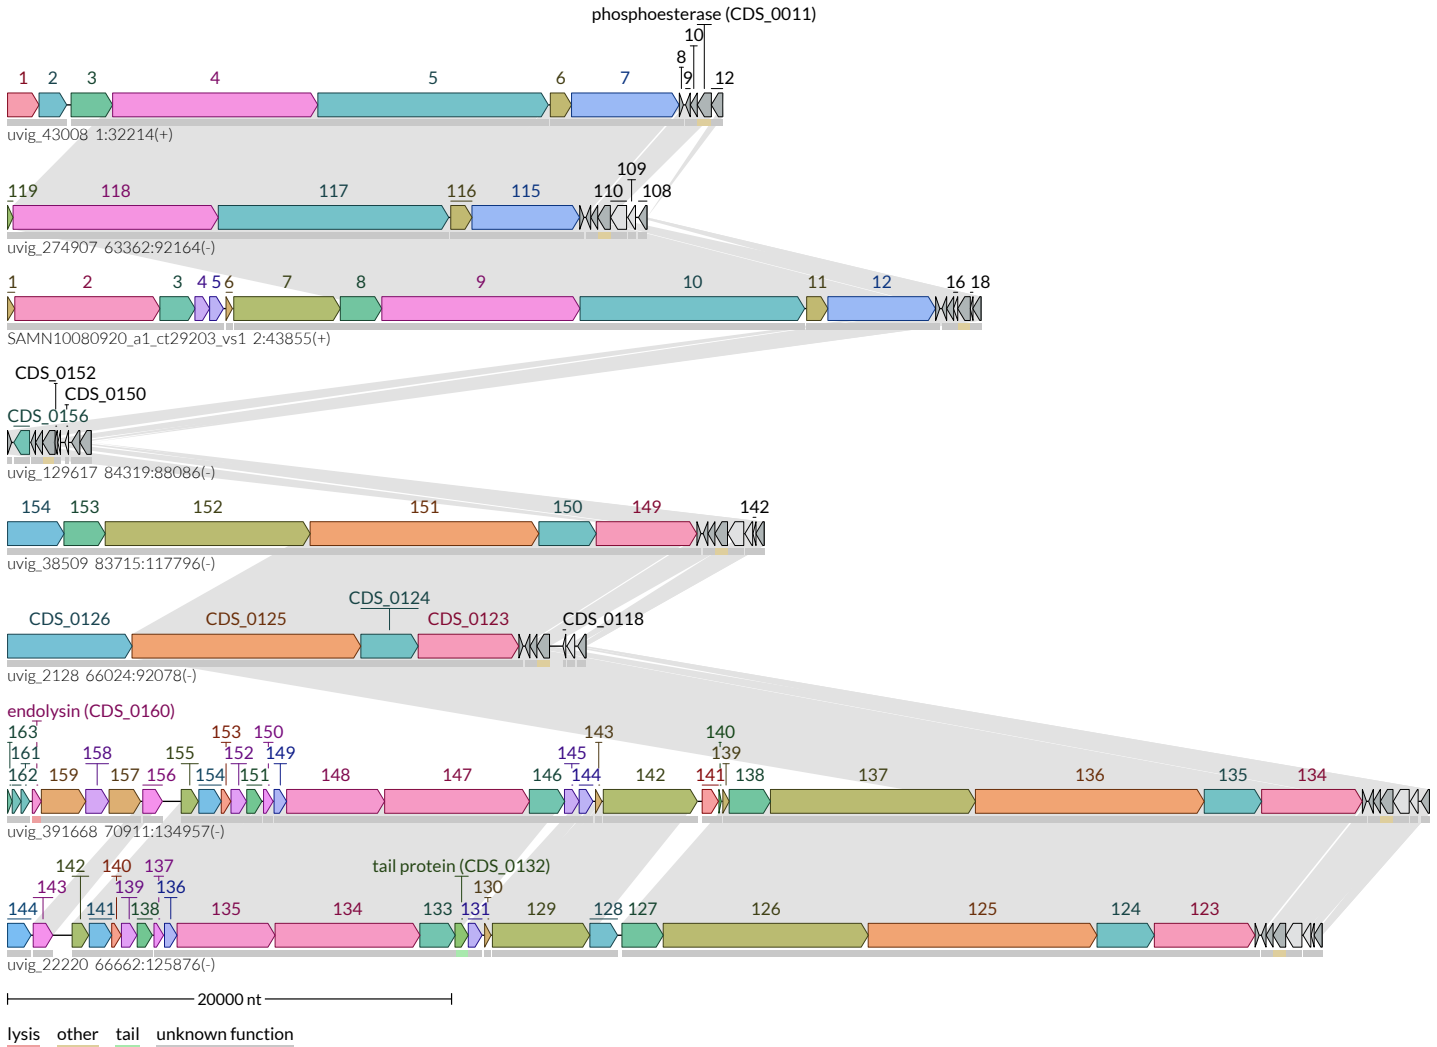 phosphoesterase (CDS_0011)
10
8
1 2 3 4 5 6 7 9 12
uvig_43008 1:32214(+)
109
119 118 117 116 115 110 108
uvig_274907 63362:92164(-)
1 2 3 4 5 6 7 8 9 10 11 12 16 18
SAMN10080920_a1_ct29203_vs1 2:43855(+)
CDS_0152
CDS_0150
CDS_0156
uvig_129617 84319:88086(-)
154 153 152 151 150 149 142
uvig_38509 83715:117796(-)
CDS_0124
CDS_0126 CDS_0125 CDS_0123 CDS_0118
uvig_2128 66024:92078(-)
endolysin (CDS_0160)
163 153 150 143 140
161 158 155 152 149 145 139
162 159 157 156 154 151 148 147 146 144 142 141 138 137 136 135 134
uvig_391668 70911:134957(-)
142 140 137 tail protein (CDS_0132)
143 139 136 130
144 141 138 135 134 133 131 129 128 127 126 125 124 123
uvig_22220 66662:125876(-)
20000 nt
lysis other tail unknown function